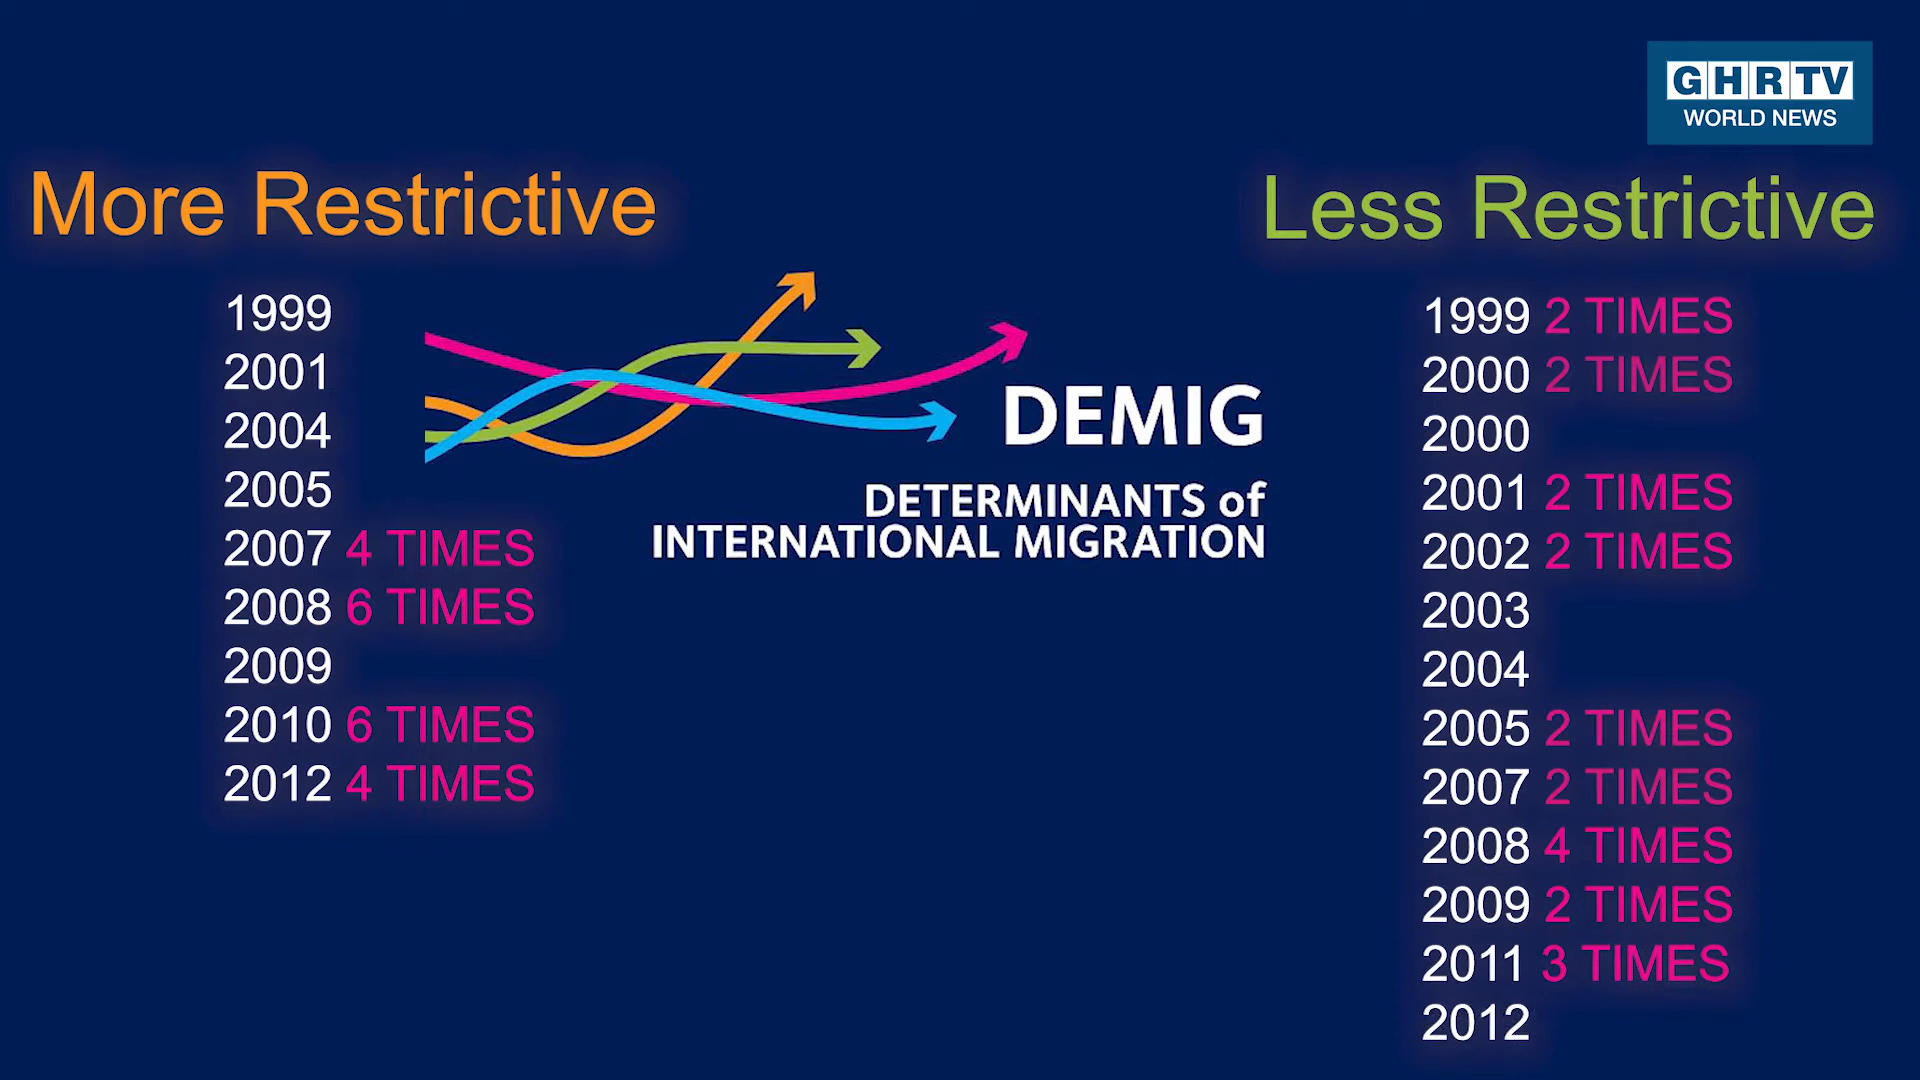 GHRTV
WORLD NEWS
More Restrictive
1999
2001
2004
2005
2007 4 TIMES
2008 6 TIMES
2009
2010 6 TIMES
2012 4 TIMES
DEMIG
DETERMINANTS of
INTERNATIONAL MIGRATION
Less Restrictive
1999 2 TIMES
2000 2 TIMES
2000
2001 2 TIMES
2002 2 TIMES
2003
2004
2005 2 TIMES
2007 2 TIMES
2008 4 TIMES
2009 2 TIMES
2011 3 TIMES
2012